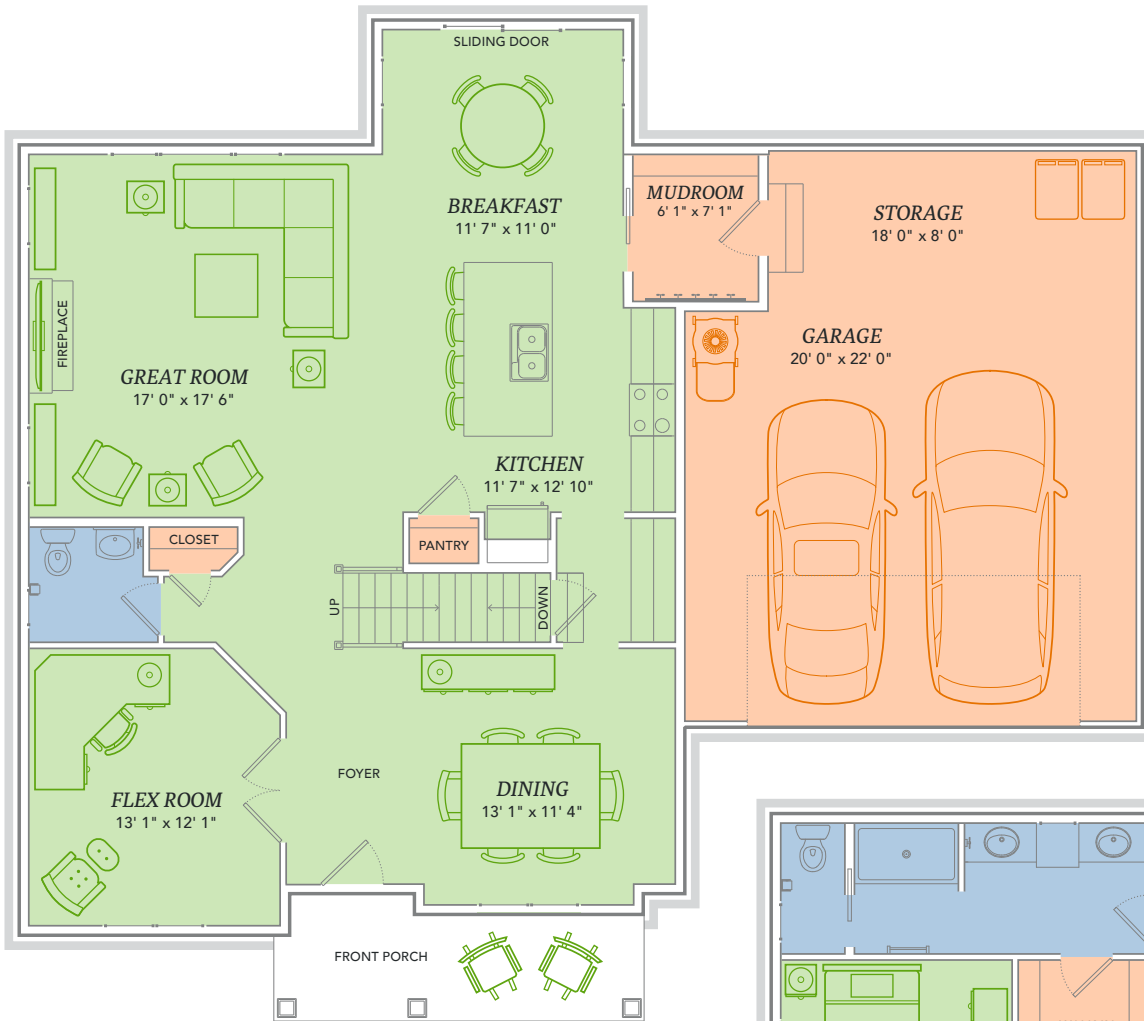 SLIDING DOOR
BREAKFAST
11' 7" x 11' 0"
MUDROOM
6' 1" x 7' 1"
STORAGE
18' 0" x 8' 0"
FIREPLACE
GREAT ROOM
17' 0" x 17' 6"
GARAGE
20' 0" x 22' 0"
KITCHEN
11' 7" x 12' 10"
CLOSET
PANTRY
UP
DOWN
FOYER
FLEX ROOM
13' 1" x 12' 1"
DINING
13' 1" x 11' 4"
FRONT PORCH